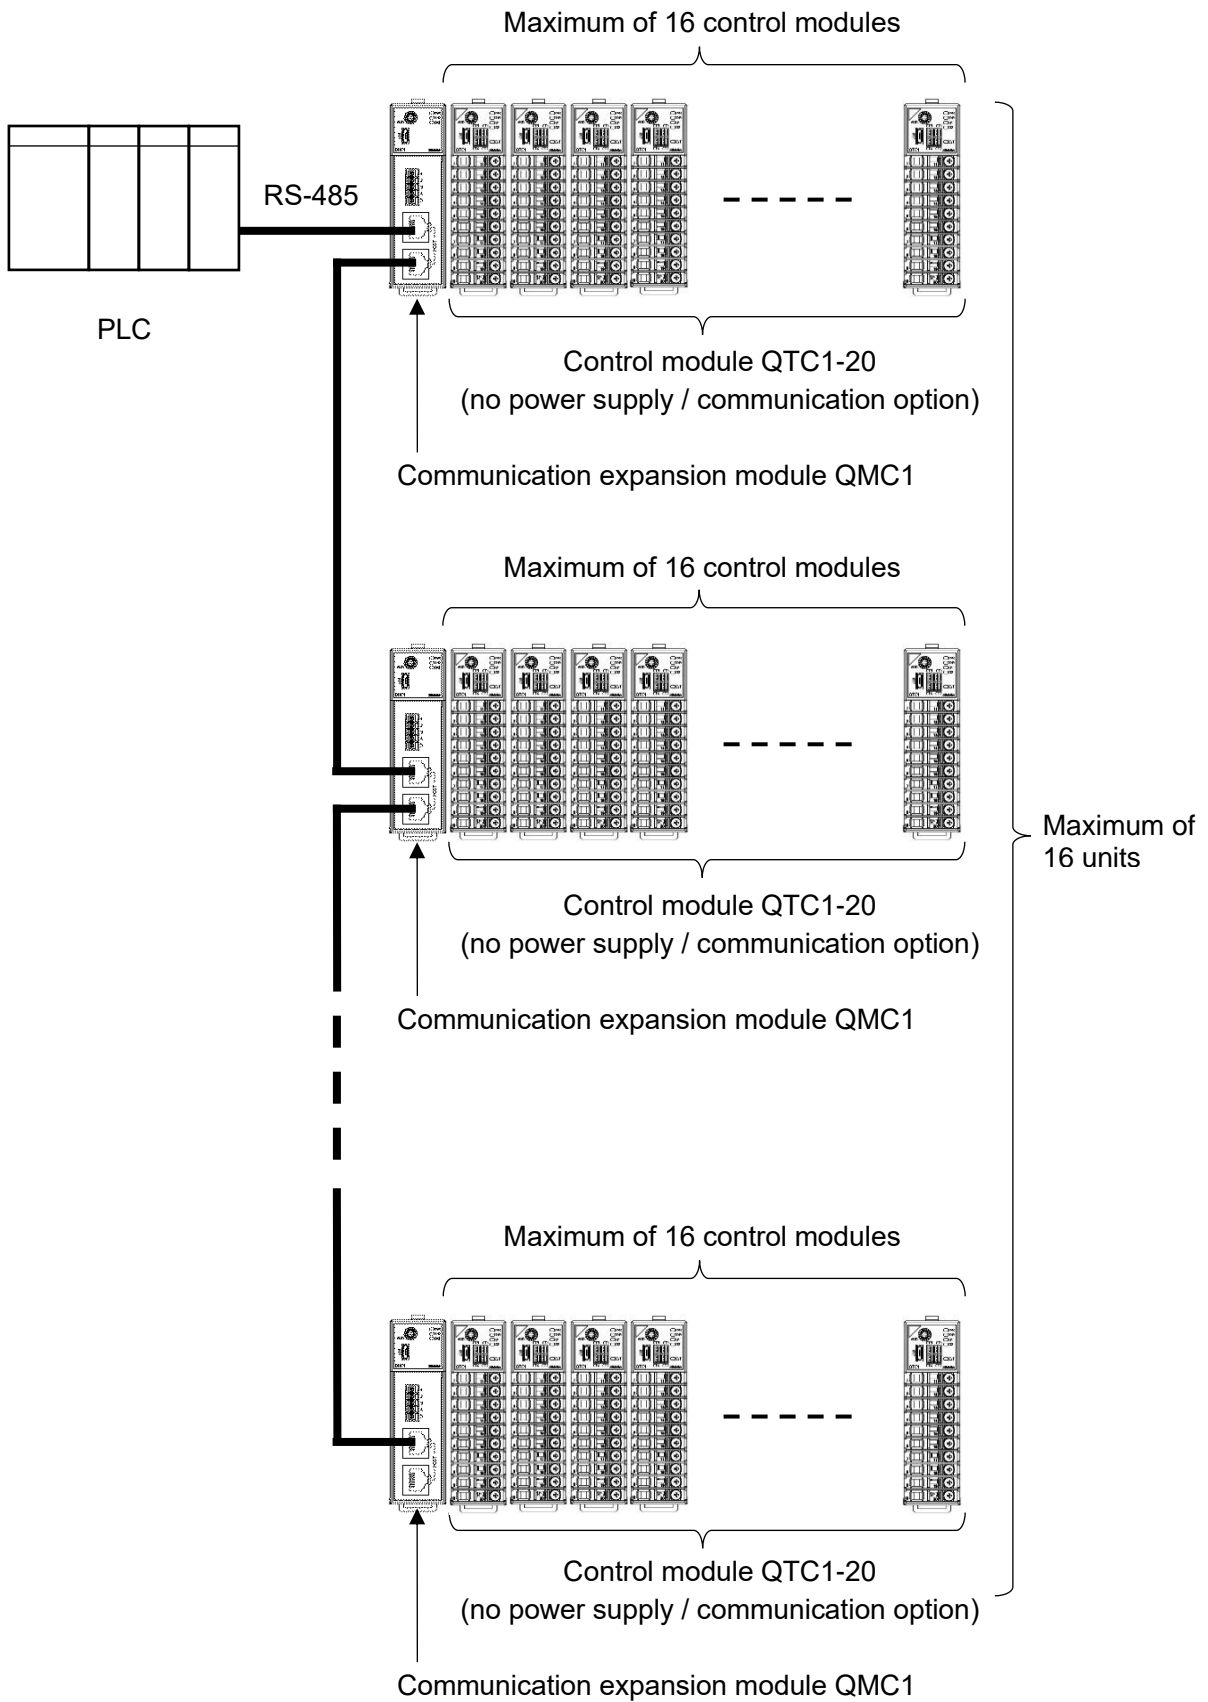 Maximum of 16 control modules
RS-485
PLC
Control module QTC1-20
(no power supply / communication option)
Communication expansion module QMC1
Maximum of 16 control modules
Maximum of
16 units
Control module QTC1-20
(no power supply / communication option)
Communication expansion module QMC1
Maximum of 16 control modules
Control module QTC1-20
(no power supply / communication option)
Communication expansion module QMC1